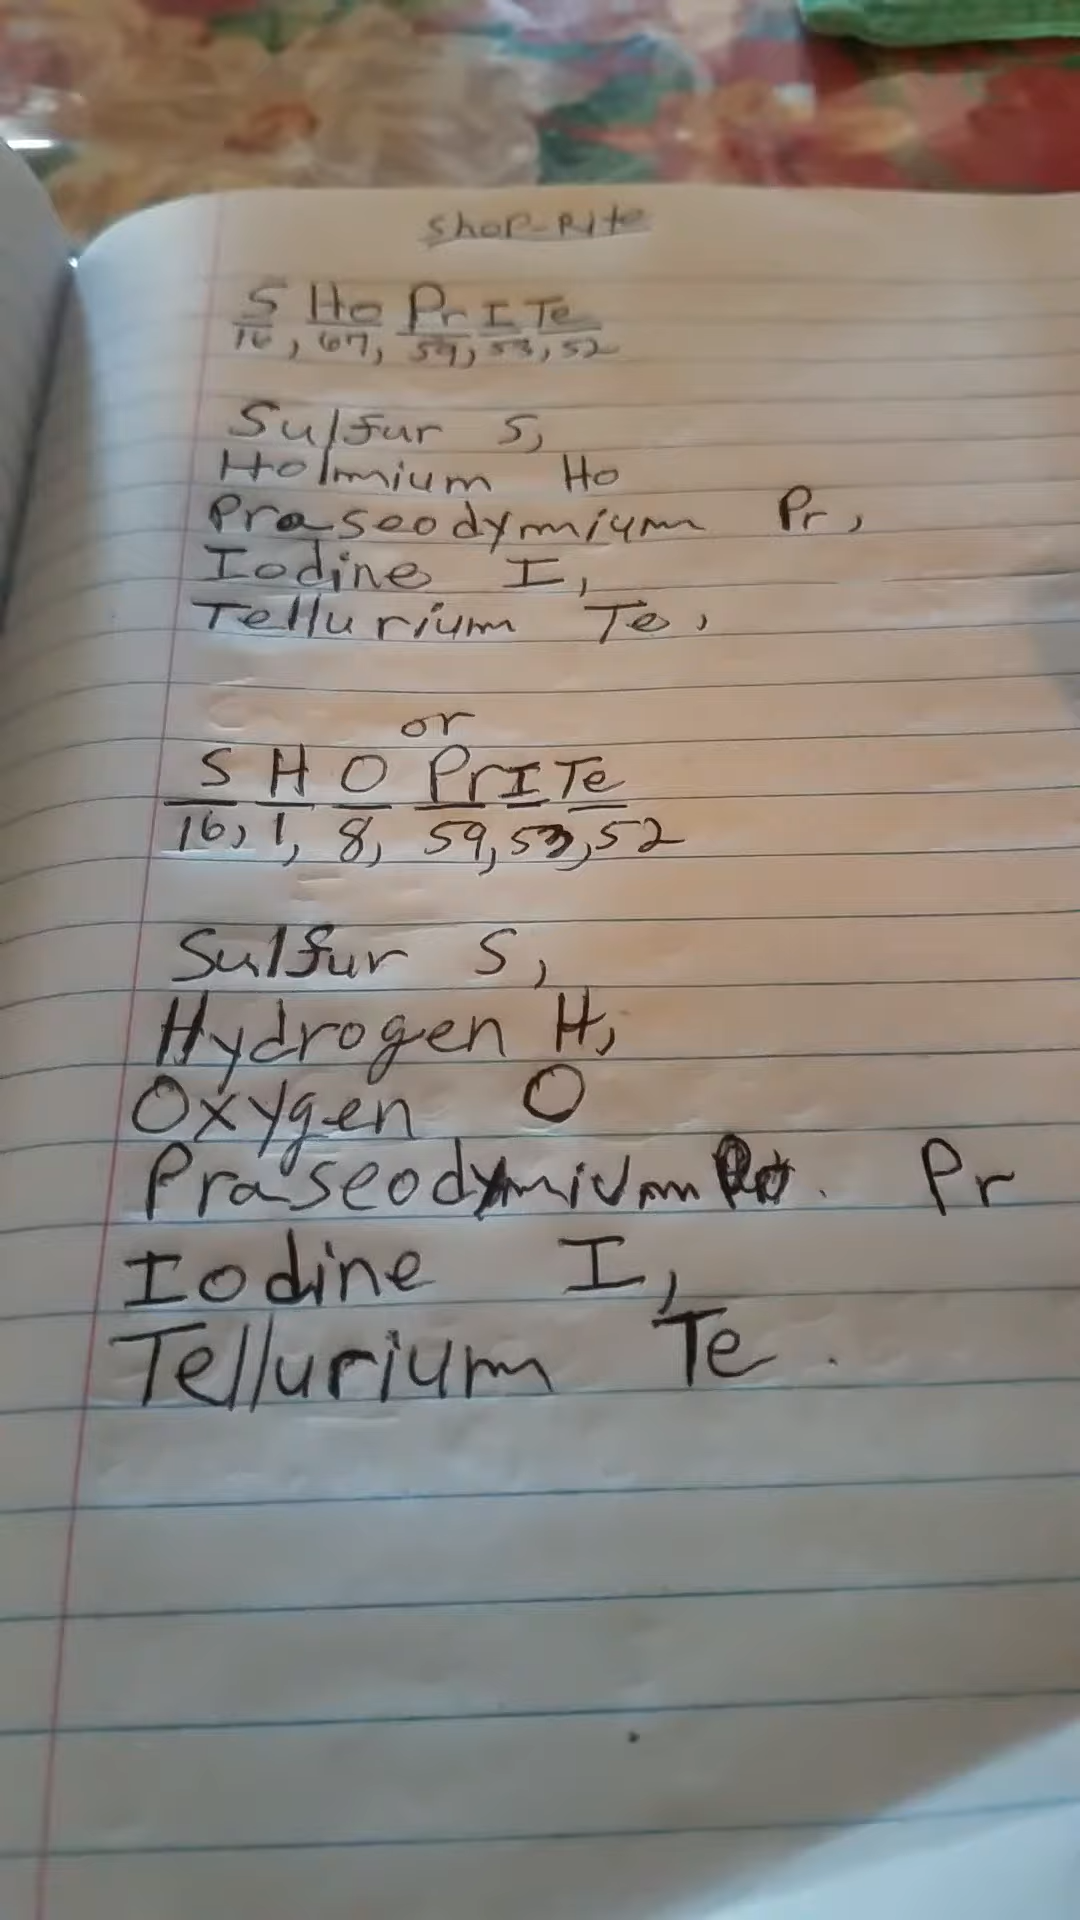 Shop-Rite
S Ho Pr I Te
16, 67, 59, 53, 52
Sulfur S,
Holmium Ho
Praseodymium Pr,
Iodine I,
Tellurium Te,
or
S H O Pr I Te
16, 1, 8, 59, 53, 52
Sulfur S,
Hydrogen H,
Oxygen O
Praseodymium Pr
Iodine I,
Tellurium Te.